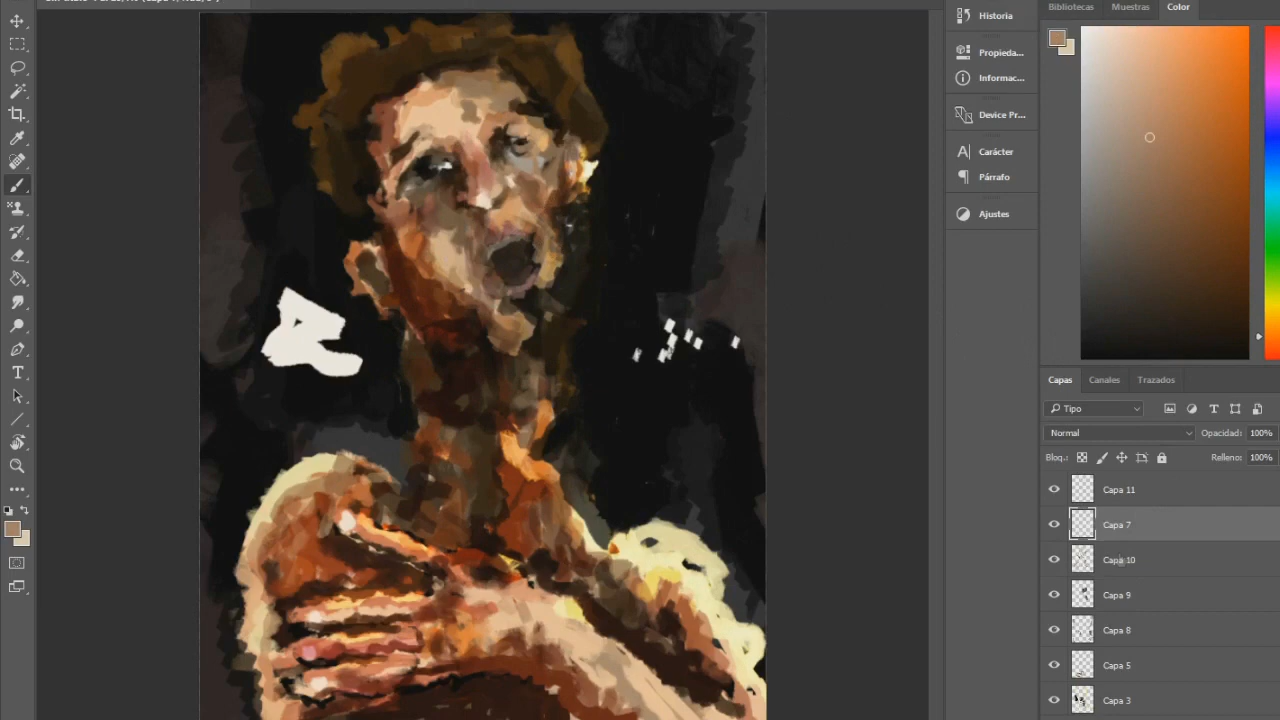 Historia
Propieda...
Informac...
Device Pr...
Carácter
Párrafo
Ajustes
Bibliotecas
Muestras
Color
Capas
Canales
Trazados
Tipo
Normal
Opacidad:
100%
Bloq.:
Relleno:
100%
Capa 11
Capa 7
Capa 10
Capa 9
Capa 8
Capa 5
Capa 3